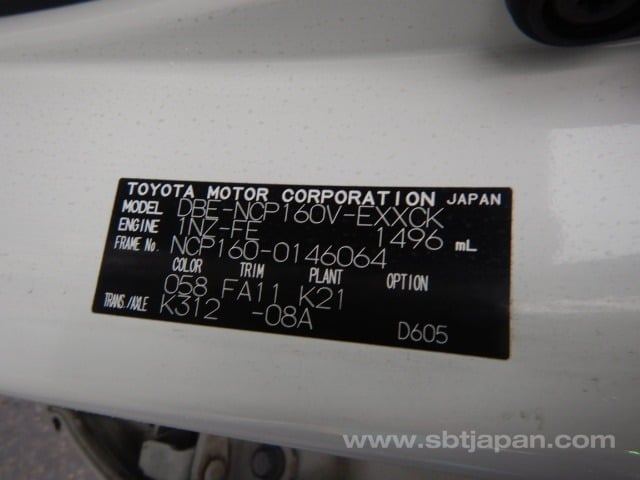 TOYOTA MOTOR CORPORATION JAPAN
MODEL DBE-NCP160V-EXXCK
ENGINE 1NZ-FE 1496 mL
FRAME No. NCP160-0146064
COLOR TRIM PLANT OPTION
058 FA11 K21
TRANS./AXLE K312 -08A
D605
www.sbtjapan.com